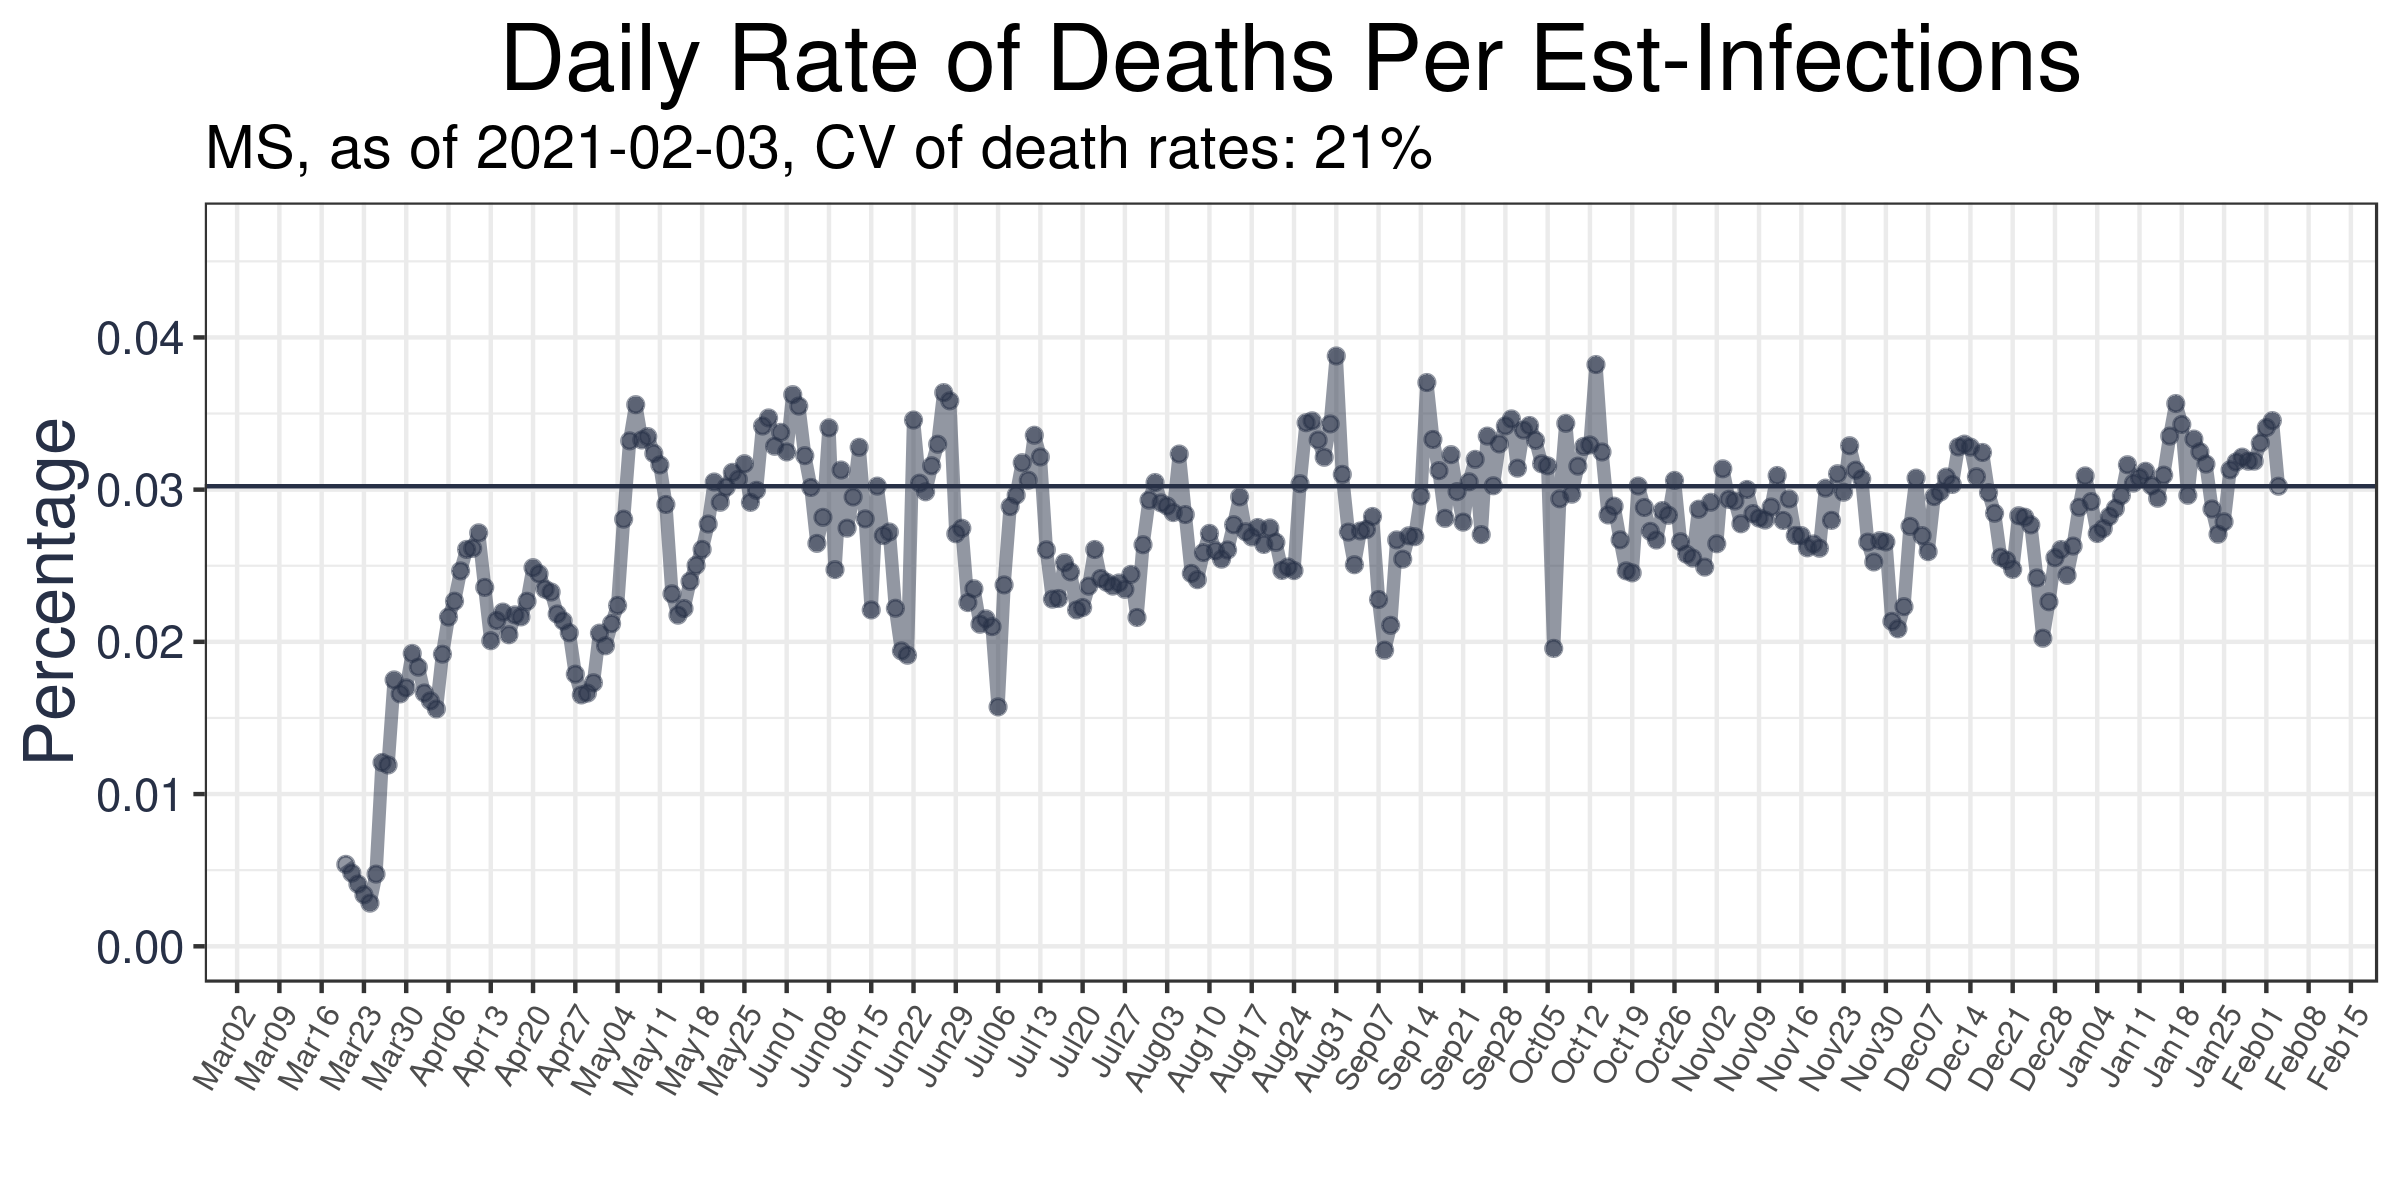 Daily Rate of Deaths Per Est-Infections
MS, as of 2021-02-03, CV of death rates: 21%
Percentage
0.04
0.03
0.02
0.01
0.00
Mar02
Mar09
Mar16
Mar23
Mar30
Apr06
Apr13
Apr20
Apr27
May04
May11
May18
May25
Jun01
Jun08
Jun15
Jun22
Jun29
Jul06
Jul13
Jul20
Jul27
Aug03
Aug10
Aug17
Aug24
Aug31
Sep07
Sep14
Sep21
Sep28
Oct05
Oct12
Oct19
Oct26
Nov02
Nov09
Nov16
Nov23
Nov30
Dec07
Dec14
Dec21
Dec28
Jan04
Jan11
Jan18
Jan25
Feb01
Feb08
Feb15